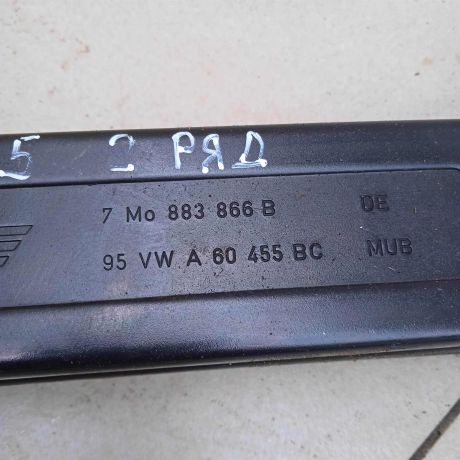 5 2 РЯД
7 Mo 883 866 B DE
95 VW A 60 455 BC MUB